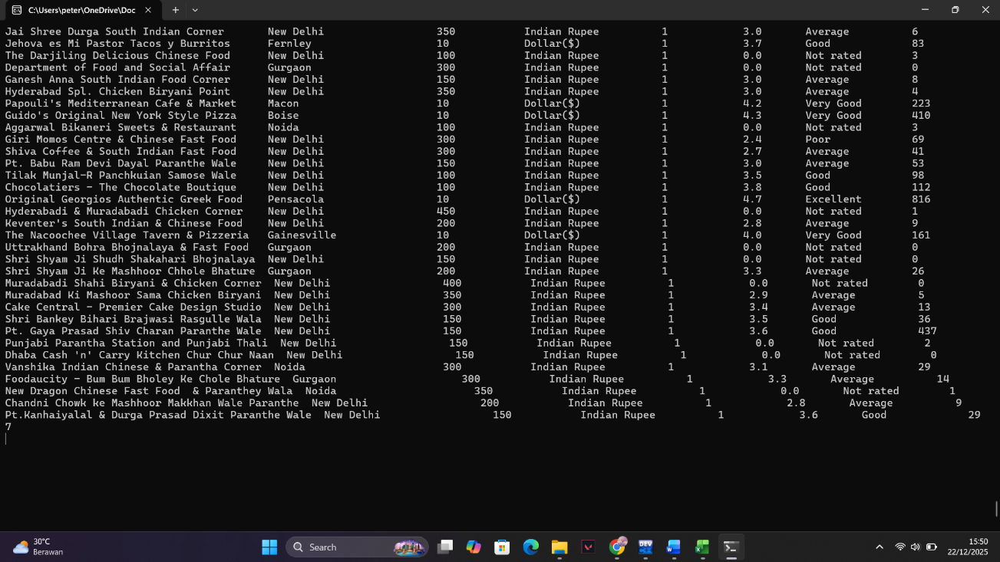 C:\Users\peter\OneDrive\Doc
Jai Shree Durga South Indian Corner New Delhi 350 Indian Rupee 1 3.0 Average 6
Jehova es Mi Pastor Tacos y Burritos Fernley 10 Dollar($) 1 3.7 Good 83
The Darjiling Delicious Chinese Food New Delhi 100 Indian Rupee 1 0.0 Not rated 3
Department of Food and Social Affair Gurgaon 300 Indian Rupee 1 0.0 Not rated 0
Ganesh Anna South Indian Food Corner New Delhi 150 Indian Rupee 1 3.0 Average 8
Hyderabad Spl. Chicken Biryani Point New Delhi 350 Indian Rupee 1 3.0 Average 4
Papouli's Mediterranean Cafe & Market Macon 10 Dollar($) 1 4.2 Very Good 223
Guido's Original New York Style Pizza Boise 10 Dollar($) 1 4.3 Very Good 410
Aggarwal Bikaneri Sweets & Restaurant Noida 100 Indian Rupee 1 0.0 Not rated 3
Giri Momos Centre & Chinese Fast Food New Delhi 300 Indian Rupee 1 2.4 Poor 69
Shiva Coffee & South Indian Fast Food New Delhi 300 Indian Rupee 1 2.7 Average 41
Pt. Babu Ram Devi Dayal Paranthe Wale New Delhi 150 Indian Rupee 1 3.0 Average 53
Tilak Munjal-R Panchkuian Samose Wale New Delhi 100 Indian Rupee 1 3.5 Good 98
Chocolatiers - The Chocolate Boutique New Delhi 100 Indian Rupee 1 3.8 Good 112
Original Georgios Authentic Greek Food Pensacola 10 Dollar($) 1 4.7 Excellent 816
Hyderabadi & Muradabadi Chicken Corner New Delhi 450 Indian Rupee 1 0.0 Not rated 1
Keventer's South Indian & Chinese Food New Delhi 200 Indian Rupee 1 2.8 Average 9
The Nacoochee Village Tavern & Pizzeria Gainesville 10 Dollar($) 1 4.0 Very Good 161
Uttrakhand Bohra Bhojnalaya & Fast Food Gurgaon 200 Indian Rupee 1 0.0 Not rated 0
Shri Shyam Ji Shudh Shakahari Bhojnalaya New Delhi 150 Indian Rupee 1 0.0 Not rated 0
Shri Shyam Ji Ke Mashhoor Chhole Bhature Gurgaon 200 Indian Rupee 1 3.3 Average 26
Muradabadi Shahi Biryani & Chicken Corner New Delhi 400 Indian Rupee 1 0.0 Not rated 0
Muradabad Ki Mashoor Sama Chicken Biryani New Delhi 350 Indian Rupee 1 2.9 Average 5
Cake Central - Premier Cake Design Studio New Delhi 300 Indian Rupee 1 3.4 Average 13
Shri Bankey Bihari Brajwasi Rasgulle Wala New Delhi 150 Indian Rupee 1 3.5 Good 36
Pt. Gaya Prasad Shiv Charan Paranthe Wale New Delhi 150 Indian Rupee 1 3.6 Good 437
Punjabi Parantha Station and Punjabi Thali New Delhi 150 Indian Rupee 1 0.0 Not rated 2
Dhaba Cash 'n' Carry Kitchen Chur Chur Naan New Delhi 150 Indian Rupee 1 0.0 Not rated 0
Vanshika Indian Chinese & Parantha Corner Noida 300 Indian Rupee 1 3.1 Average 29
Foodaucity - Bum Bum Bholey Ke Chole Bhature Gurgaon 300 Indian Rupee 1 3.3 Average 14
New Dragon Chinese Fast Food & Paranthey Wala Noida 350 Indian Rupee 1 0.0 Not rated 1
Chandni Chowk ke Mashhoor Makkhan Wale Paranthe New Delhi 200 Indian Rupee 1 2.8 Average 9
Pt.Kanhaiyalal & Durga Prasad Dixit Paranthe Wale New Delhi 150 Indian Rupee 1 3.6 Good 29
7
30°C
Berawan
Search
DEV
15:50
22/12/2025